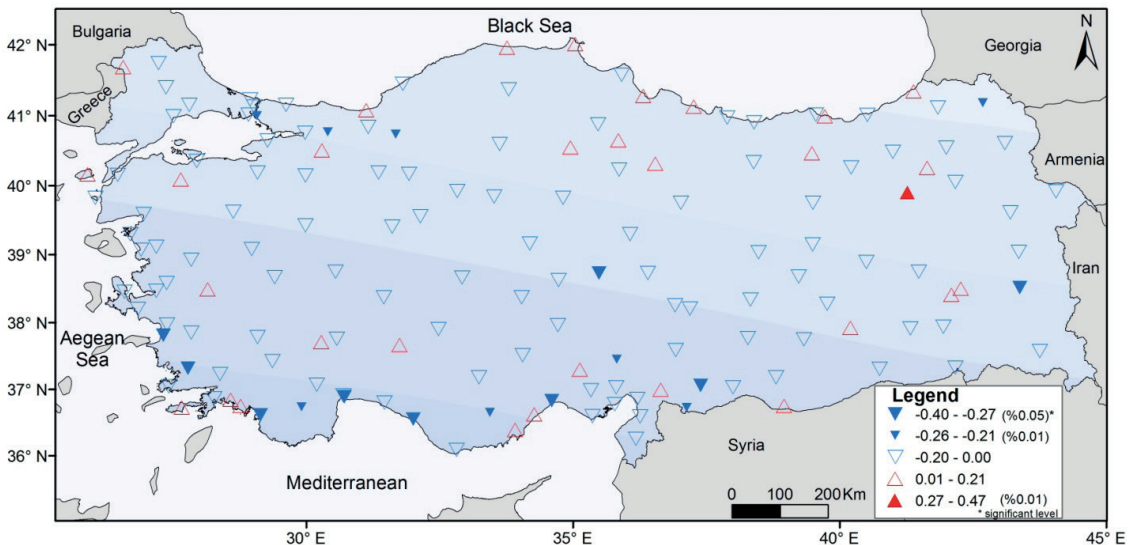 Black Sea
N
Bulgaria
Georgia
42° N
Greece
41° N
Armenia
40° N
39° N
Iran
38° N
Aegean
Sea
37° N
Legend
-0.40 - -0.27 (%0.05)*
-0.26 - -0.21 (%0.01)
-0.20 - 0.00
0.01 - 0.21
0.27 - 0.47 (%0.01)
* significant level
Syria
36° N
Mediterranean
0 100 200 Km
30° E 35° E 40° E 45° E